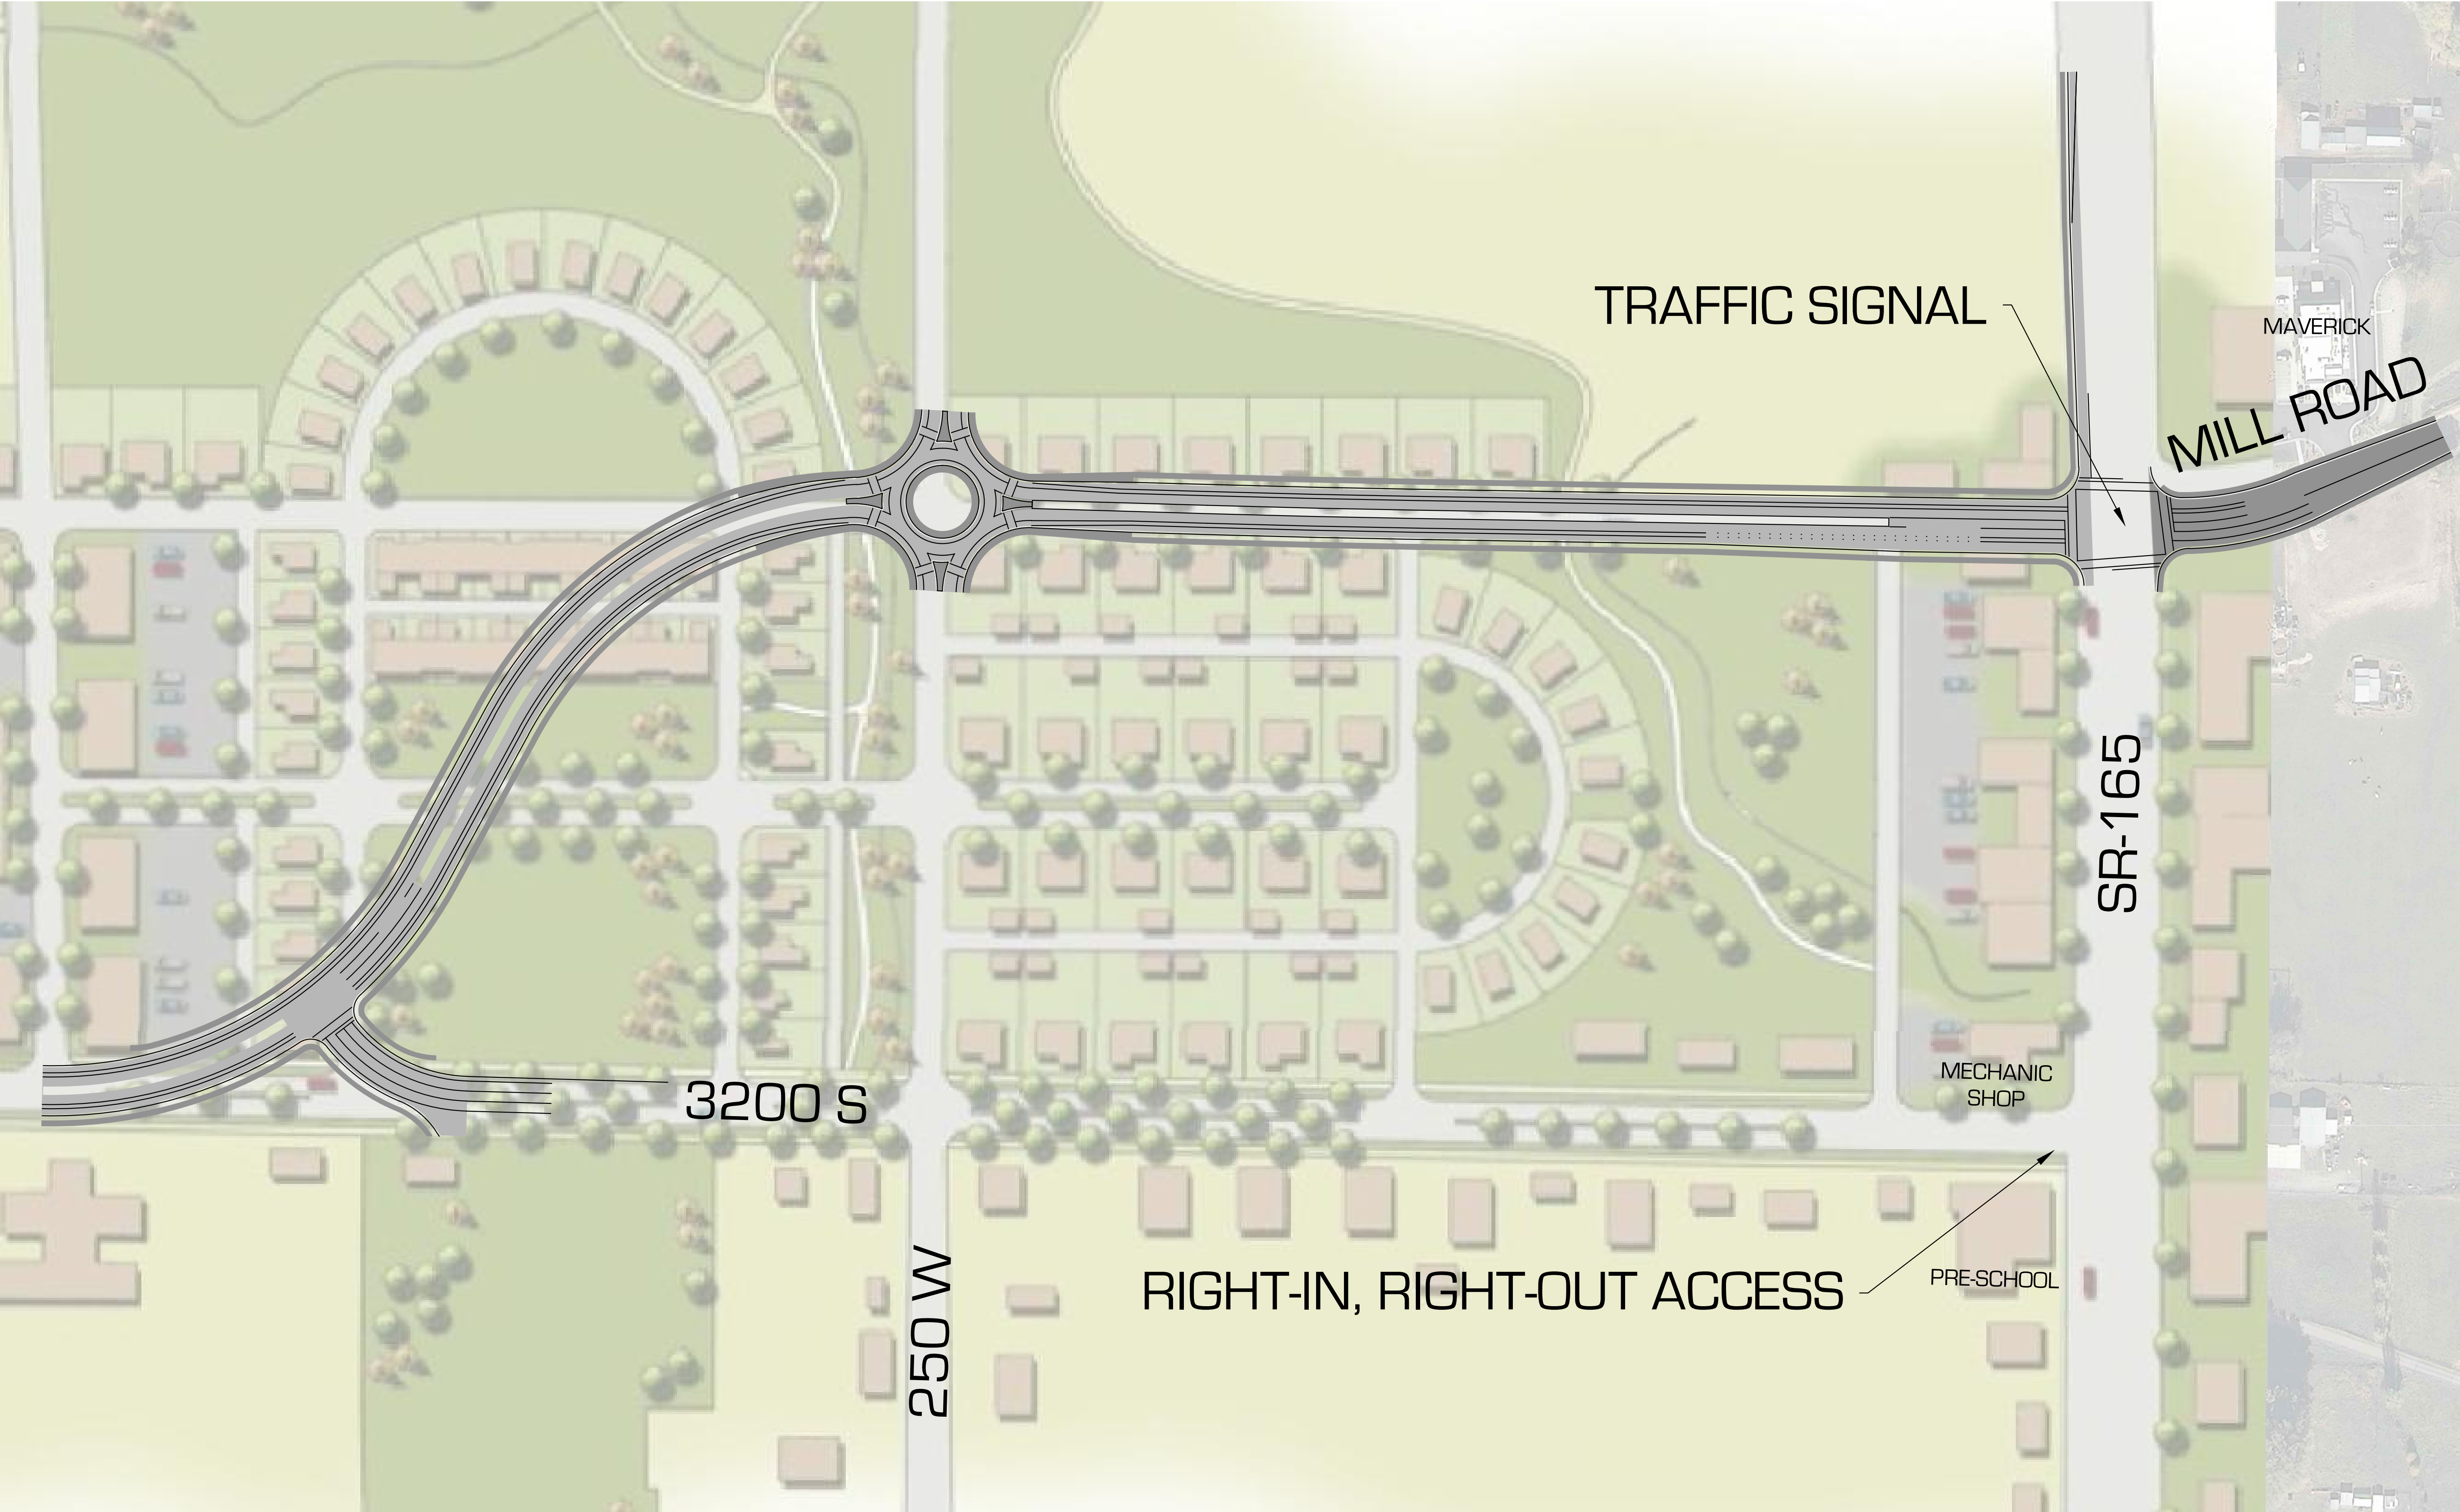 TRAFFIC SIGNAL
MAVERICK
MILL ROAD
SR-165
MECHANIC
SHOP
3200 S
250 W
RIGHT-IN, RIGHT-OUT ACCESS
PRE-SCHOOL